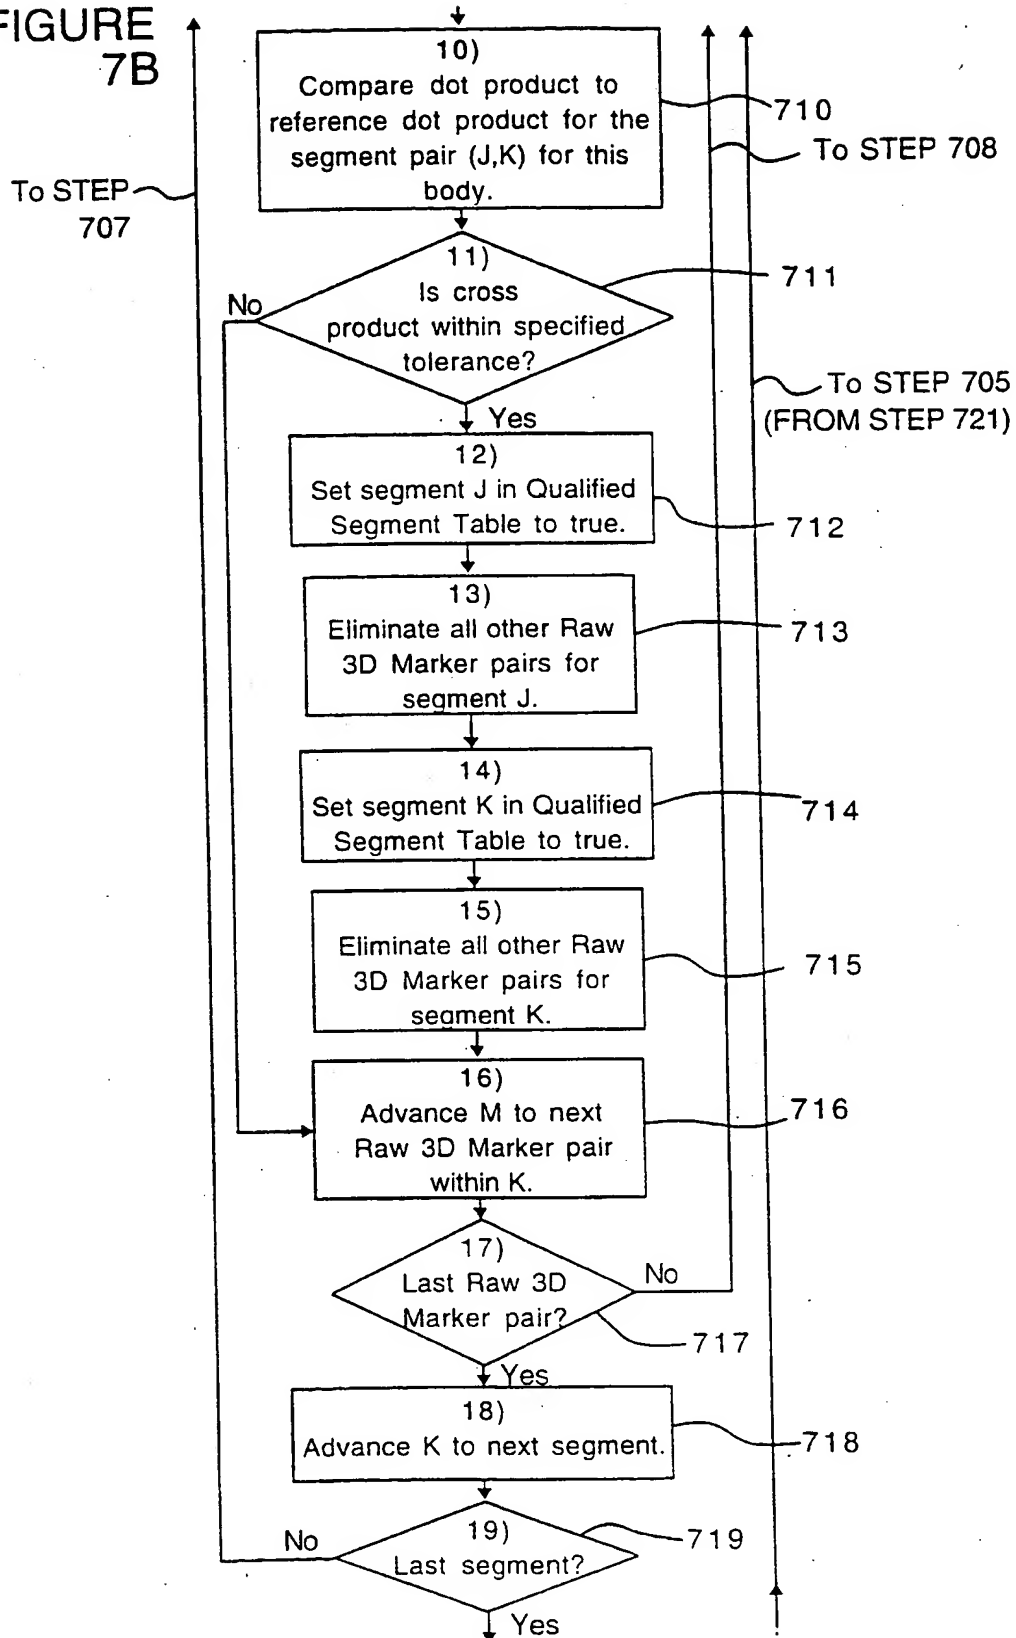 FIGURE
7B
10)
Compare dot product to
reference dot product for the
segment pair (J,K) for this
body.
710
To STEP 708
To STEP
707
11)
Is cross
product within specified
tolerance?
711
No
To STEP 705
(FROM STEP 721)
Yes
12)
Set segment J in Qualified
Segment Table to true.
712
13)
Eliminate all other Raw
3D Marker pairs for
segment J.
713
14)
Set segment K in Qualified
Segment Table to true.
714
15)
Eliminate all other Raw
3D Marker pairs for
segment K.
715
16)
Advance M to next
Raw 3D Marker pair
within K.
716
17)
Last Raw 3D
Marker pair?
No
717
Yes
18)
Advance K to next segment.
718
19)
Last segment?
No
719
Yes